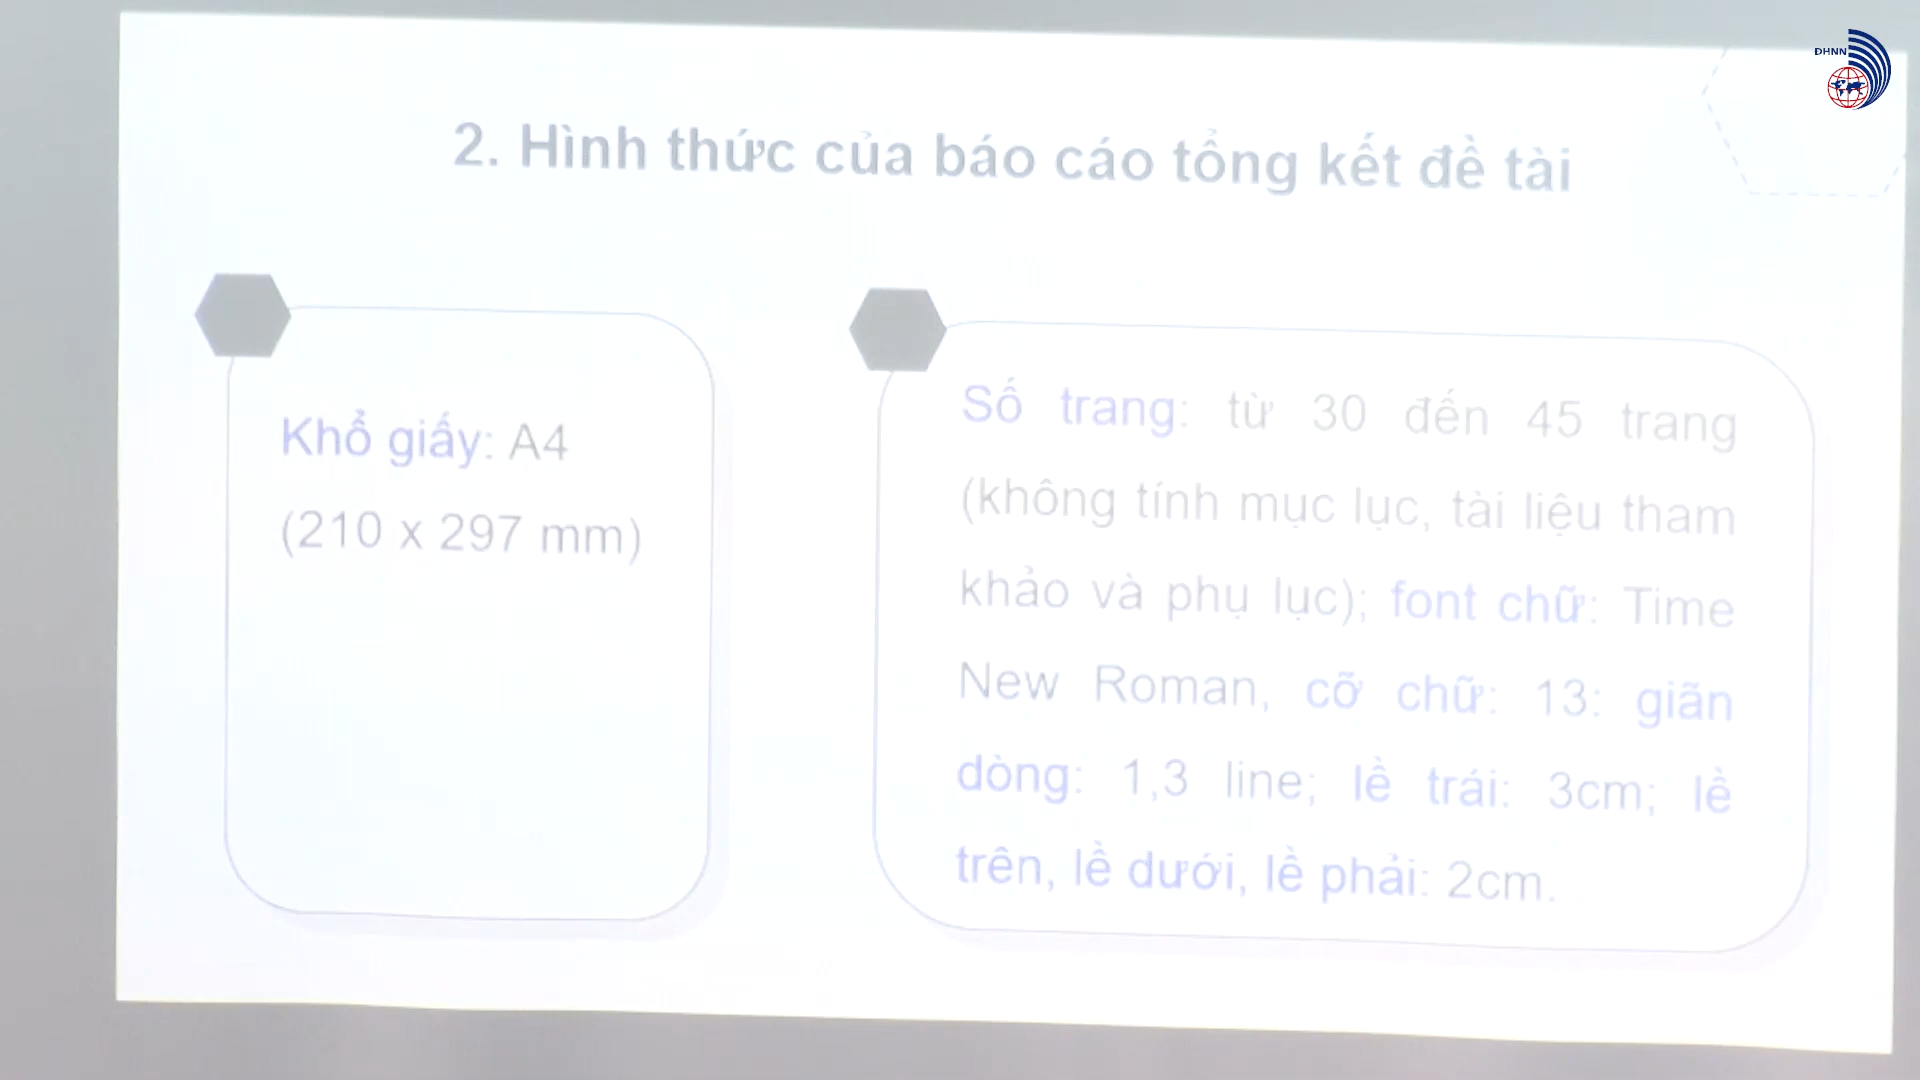 ĐHNN
2. Hình thức của báo cáo tổng kết đề tài
Khổ giấy: A4
(210 x 297 mm)
Số trang: từ 30 đến 45 trang
(không tính mục lục, tài liệu tham
khảo và phụ lục); font chữ: Time
New Roman, cỡ chữ: 13: giãn
dòng: 1,3 line; lề trái: 3cm; lề
trên, lề dưới, lề phải: 2cm.